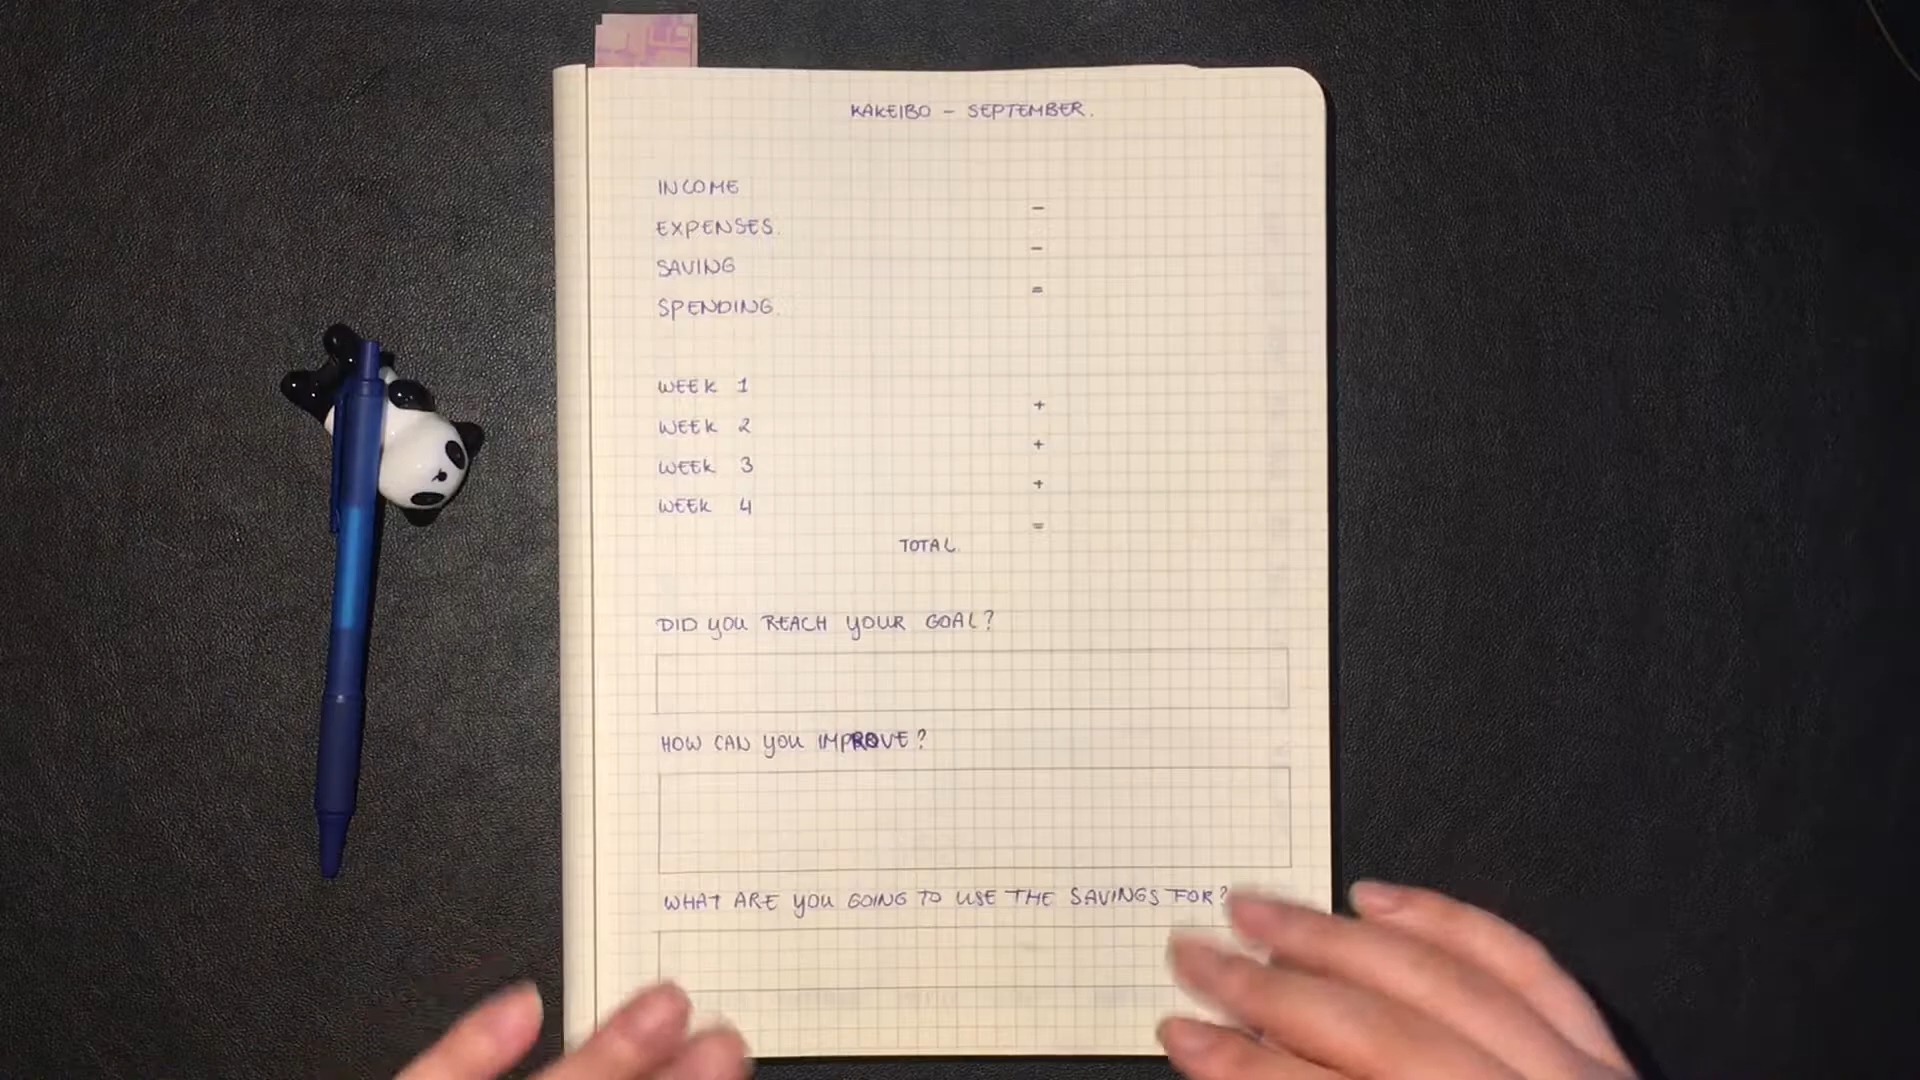 KAKEIBO - SEPTEMBER.
INCOME
-
EXPENSES.
-
SAVING
=
SPENDING.
WEEK 1
+
WEEK 2
+
WEEK 3
+
WEEK 4
=
TOTAL.
DID YOU REACH YOUR GOAL?
HOW CAN YOU IMPROVE?
WHAT ARE YOU GOING TO USE THE SAVINGS FOR?